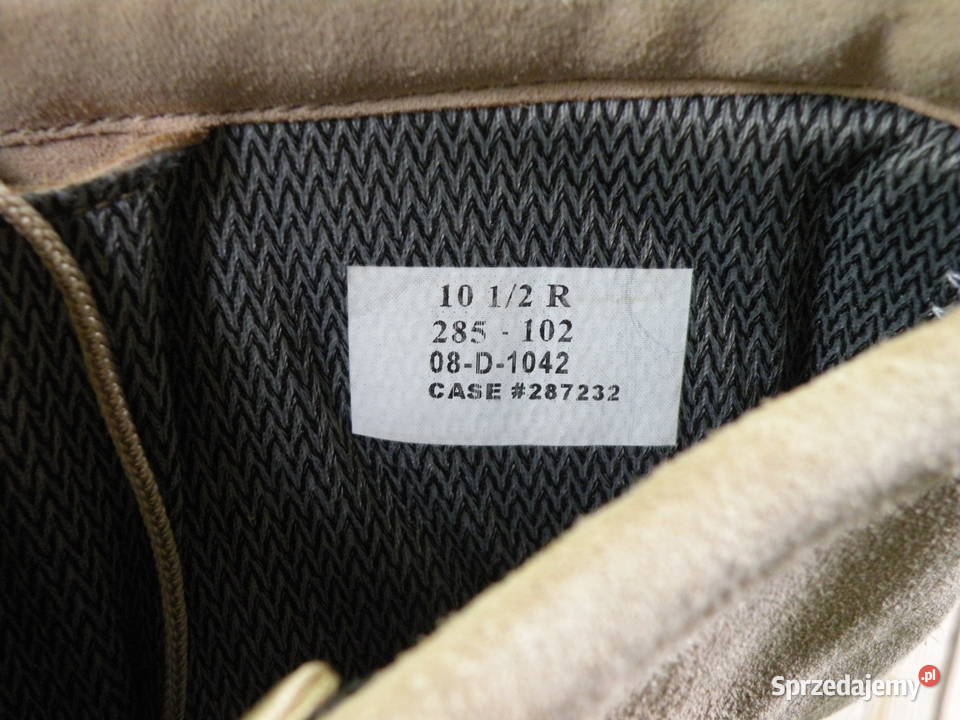 10 1/2 R
285 - 102
08-D-1042
CASE #287232
Sprzedajemy.pl